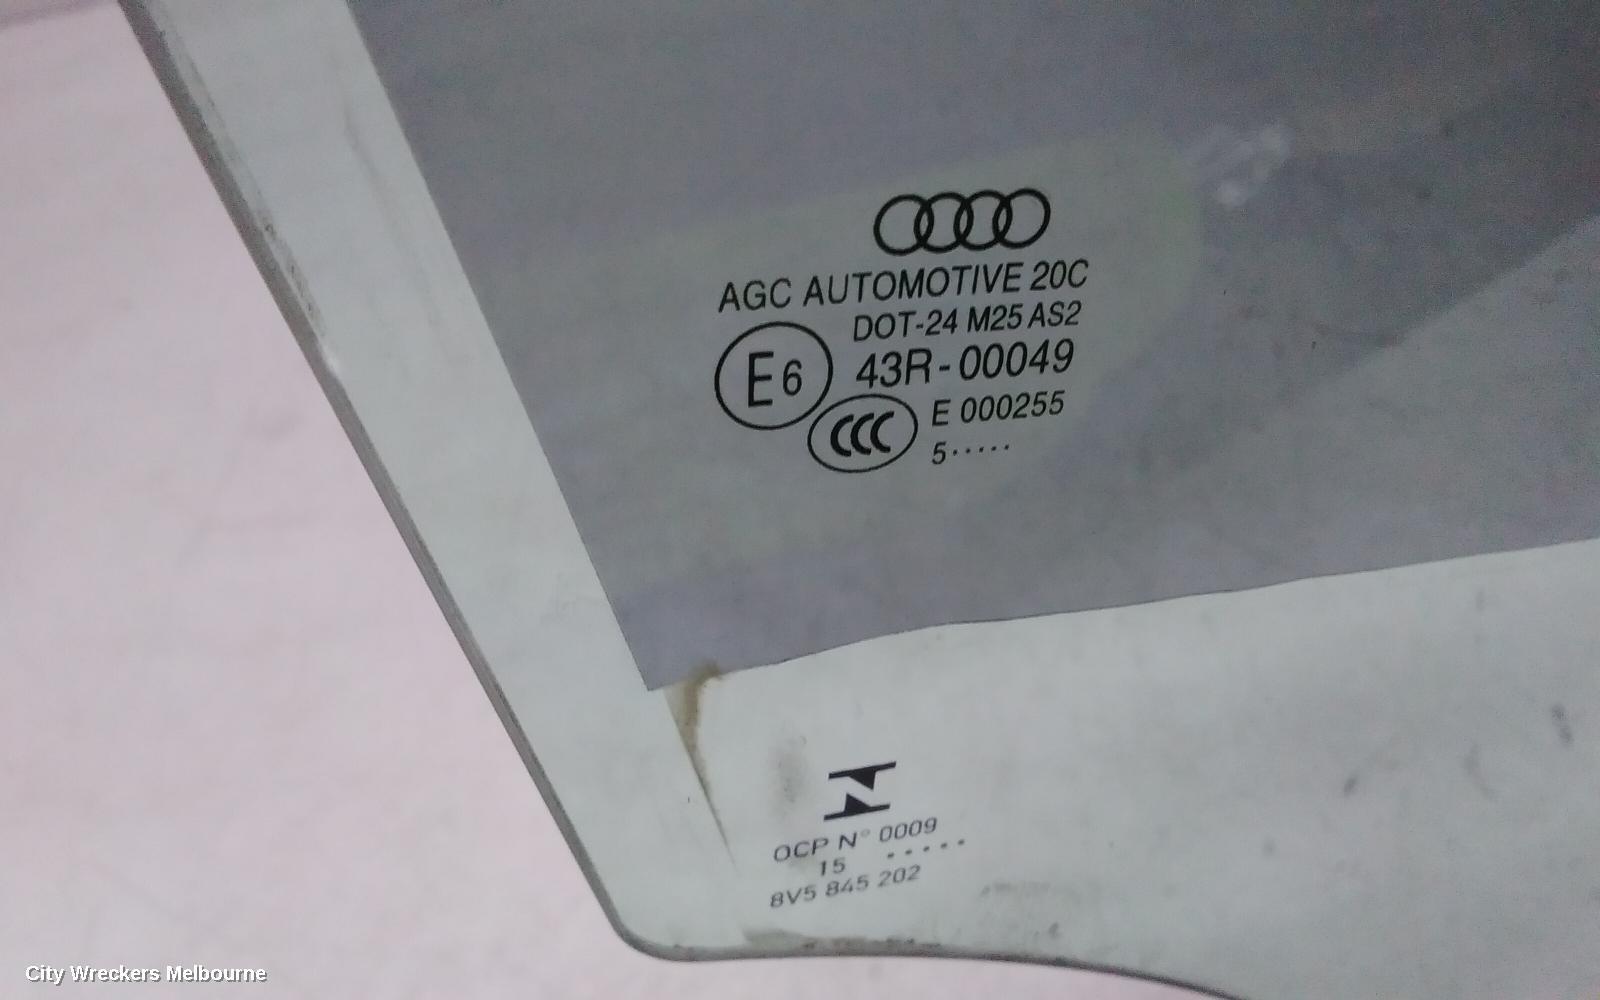 AGC AUTOMOTIVE 20C
DOT-24 M25 AS2
E6 43R-00049
CCC E 000255
5·····
OCP N° 0009
15 ·····
8V5 845 202
City Wreckers Melbourne